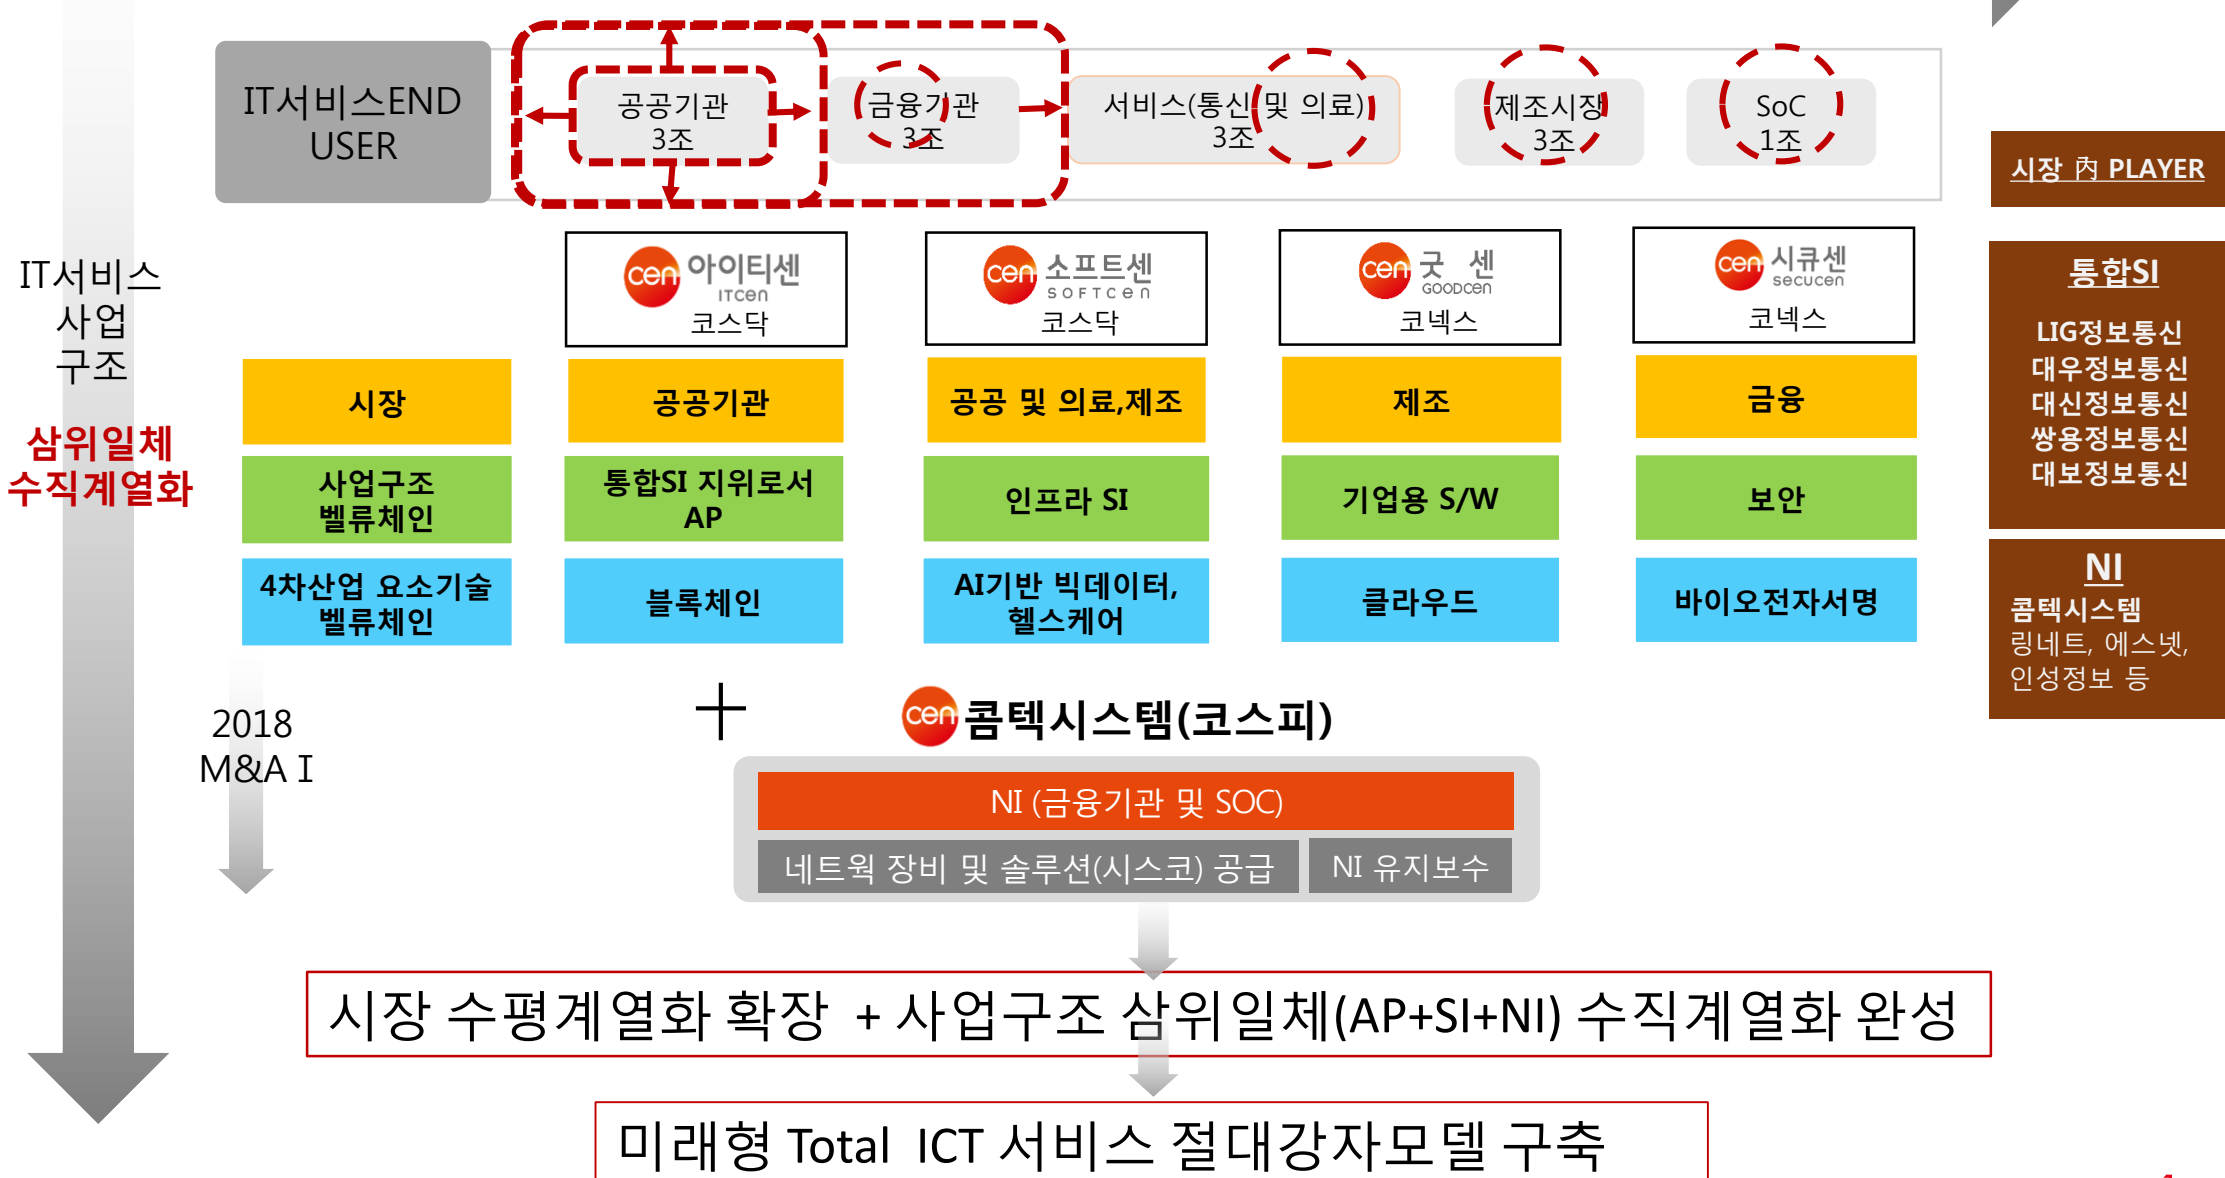 IT서비스END
USER
공공기관
3조
금융기관
3조
서비스(통신 및 의료)
3조
제조시장
3조
SoC
1조
시장 內 PLAYER
IT서비스
사업
구조
삼위일체
수직계열화
cen 아이티센
ITcen
코스닥
cen 소프트센
SOFTcen
코스닥
cen 굿 센
GOODcen
코넥스
cen 시큐센
secucen
코넥스
시장
공공기관
공공 및 의료,제조
제조
금융
사업구조
벨류체인
통합SI 지위로서
AP
인프라 SI
기업용 S/W
보안
4차산업 요소기술
벨류체인
블록체인
AI기반 빅데이터,
헬스케어
클라우드
바이오전자서명
통합SI
LIG정보통신
대우정보통신
대신정보통신
쌍용정보통신
대보정보통신
NI
콤텍시스템
링네트, 에스넷,
인성정보 등
2018
M&A I
+
cen 콤텍시스템(코스피)
NI (금융기관 및 SOC)
네트웍 장비 및 솔루션(시스코) 공급
NI 유지보수
시장 수평계열화 확장 + 사업구조 삼위일체(AP+SI+NI) 수직계열화 완성
미래형 Total ICT 서비스 절대강자모델 구축